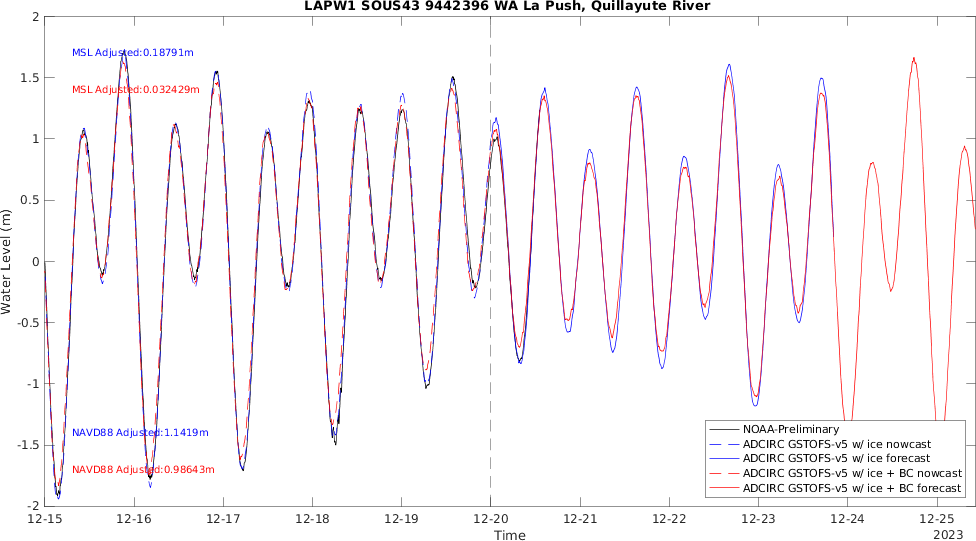 LAPW1 SOUS43 9442396 WA La Push, Quillayute River
MSL Adjusted:0.18791m
MSL Adjusted:0.032429m
NAVD88 Adjusted:1.1419m
NAVD88 Adjusted:0.98643m
Water Level (m)
2
1.5
1
0.5
0
-0.5
-1
-1.5
-2
NOAA-Preliminary
ADCIRC GSTOFS-v5 w/ ice nowcast
ADCIRC GSTOFS-v5 w/ ice forecast
ADCIRC GSTOFS-v5 w/ ice + BC nowcast
ADCIRC GSTOFS-v5 w/ ice + BC forecast
12-15 12-16 12-17 12-18 12-19 12-20 12-21 12-22 12-23 12-24 12-25
Time
2023